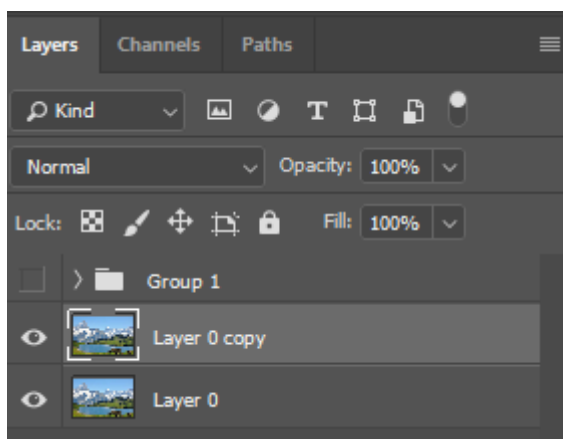 Layers Channels Paths
Kind T
Normal Opacity: 100%
Lock: Fill: 100%
Group 1
Layer 0 copy
Layer 0